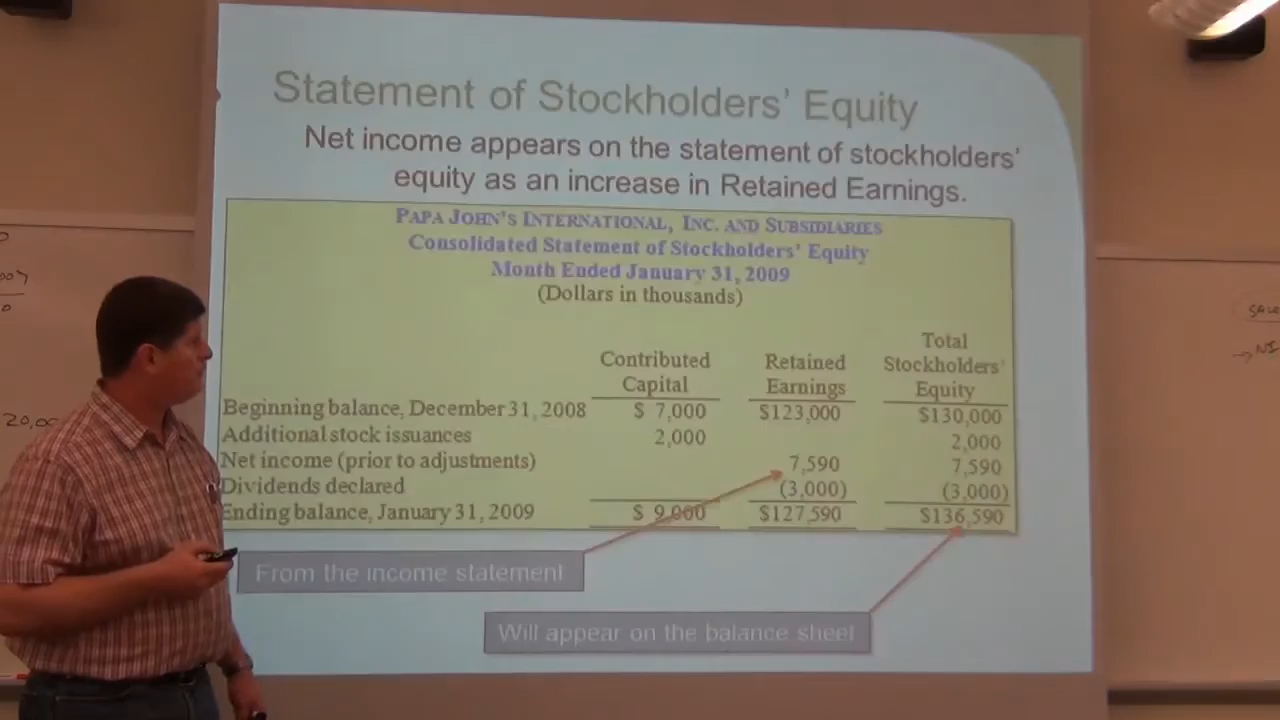 Statement of Stockholders' Equity
Net income appears on the statement of stockholders'
equity as an increase in Retained Earnings.
PAPA JOHN'S INTERNATIONAL, INC. AND SUBSIDIARIES
Consolidated Statement of Stockholders' Equity
Month Ended January 31, 2009
(Dollars in thousands)
Contributed Capital Retained Earnings Total Stockholders' Equity
Beginning balance, December 31, 2008 $ 7,000 $123,000 $130,000
Additional stock issuances 2,000 2,000
Net income (prior to adjustments) 7,590 7,590
Dividends declared (3,000) (3,000)
Ending balance, January 31, 2009 $ 9,000 $127,590 $136,590
From the income statement
Will appear on the balance sheet
NI